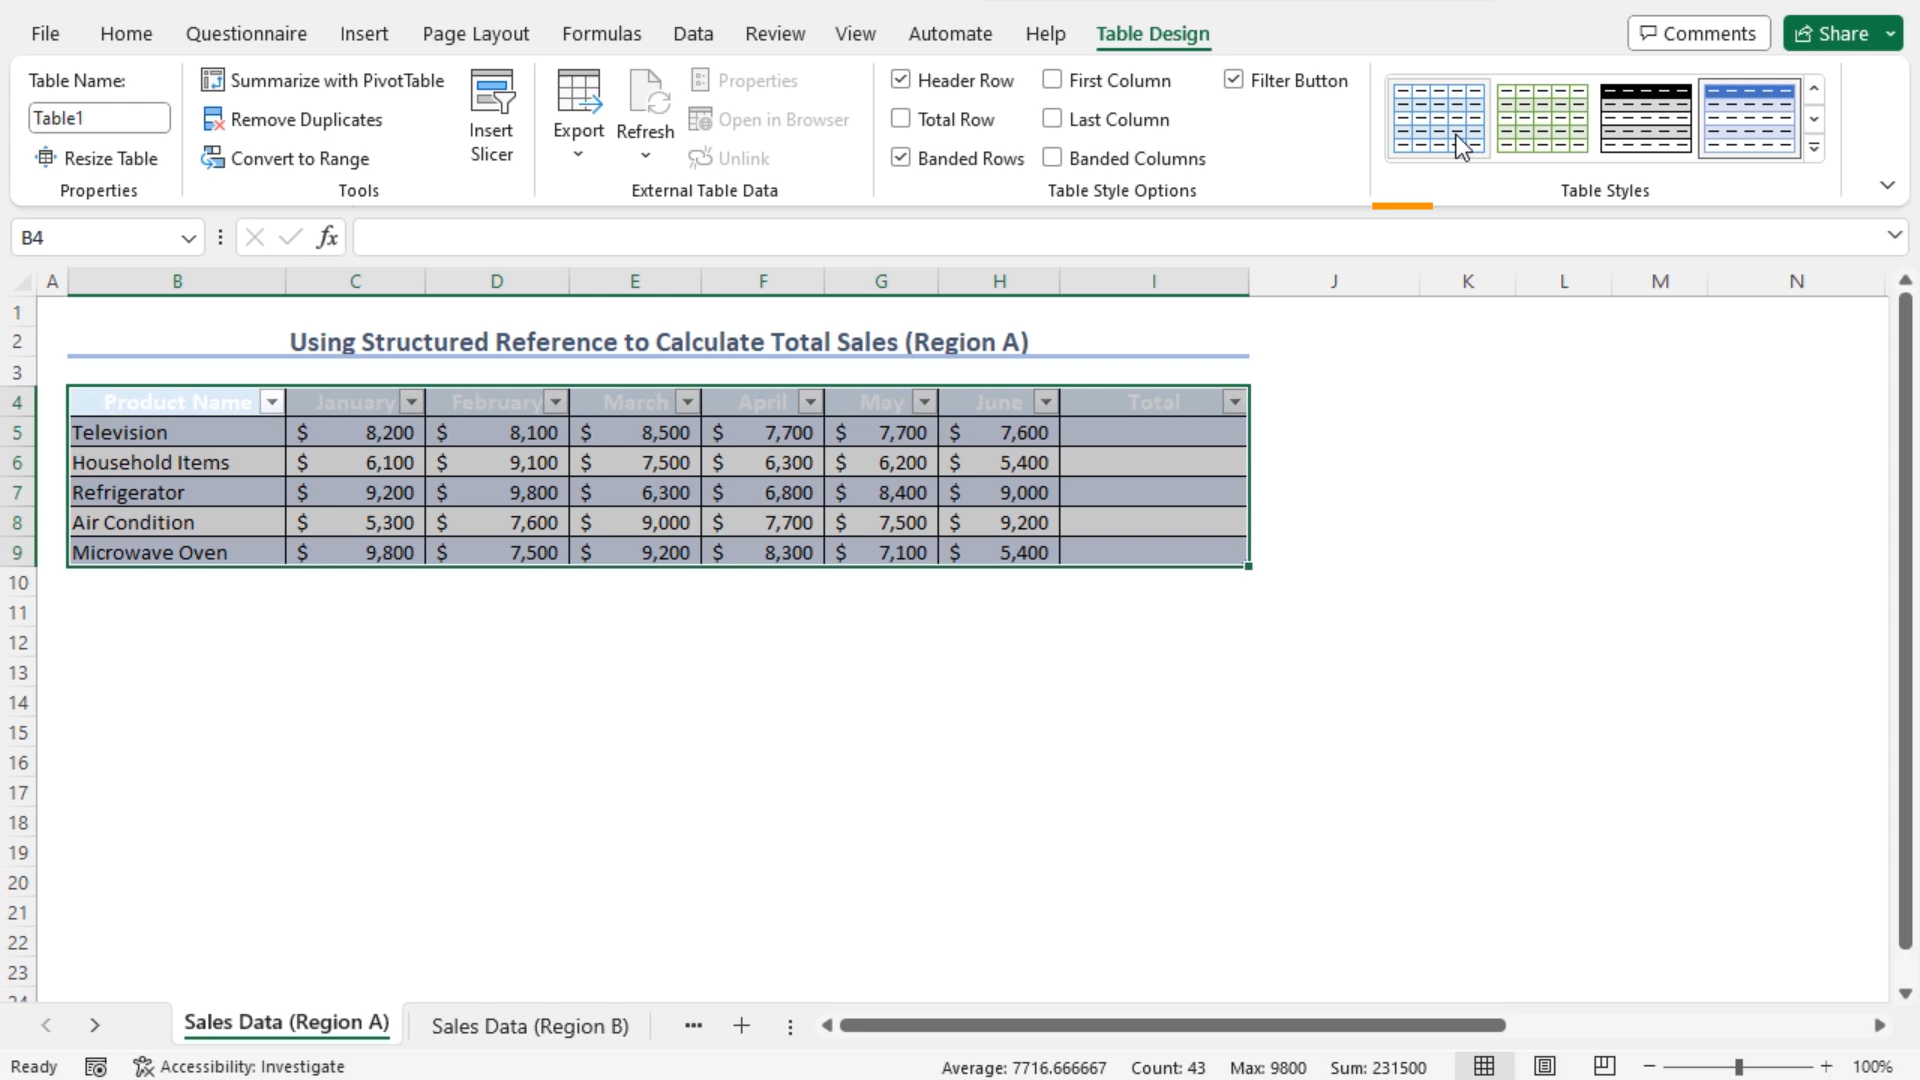 File Home Questionnaire Insert Page Layout Formulas Data Review View Automate Help Table Design Comments Share
Table Name: Summarize with PivotTable Properties Header Row First Column Filter Button
Table1 Remove Duplicates Insert Slicer Export Refresh Open in Browser Total Row Last Column
Resize Table Convert to Range Unlink Banded Rows Banded Columns
Properties Tools External Table Data Table Style Options Table Styles
B4 fx
A B C D E F G H I J K L M N
1
2 Using Structured Reference to Calculate Total Sales (Region A)
3
4 Product Name January February March April May June Total
5 Television $ 8,200 $ 8,100 $ 8,500 $ 7,700 $ 7,700 $ 7,600
6 Household Items $ 6,100 $ 9,100 $ 7,500 $ 6,300 $ 6,200 $ 5,400
7 Refrigerator $ 9,200 $ 9,800 $ 6,300 $ 6,800 $ 8,400 $ 9,000
8 Air Condition $ 5,300 $ 7,600 $ 9,000 $ 7,700 $ 7,500 $ 9,200
9 Microwave Oven $ 9,800 $ 7,500 $ 9,200 $ 8,300 $ 7,100 $ 5,400
10
11
12
13
14
15
16
17
18
19
20
21
22
23
24
Sales Data (Region A) Sales Data (Region B) ...
Ready Accessibility: Investigate Average: 7716.666667 Count: 43 Max: 9800 Sum: 231500 100%